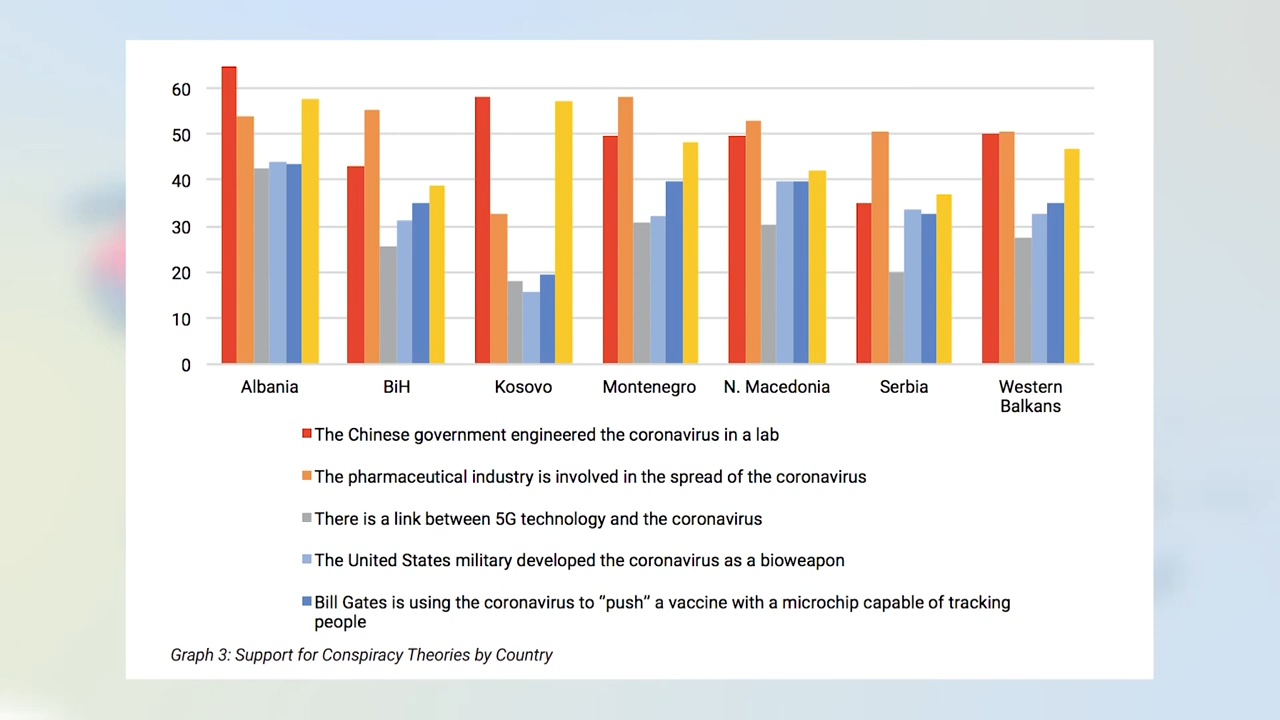 60
50
40
30
20
10
0
Albania BiH Kosovo Montenegro N. Macedonia Serbia Western
Balkans
The Chinese government engineered the coronavirus in a lab
The pharmaceutical industry is involved in the spread of the coronavirus
There is a link between 5G technology and the coronavirus
The United States military developed the coronavirus as a bioweapon
Bill Gates is using the coronavirus to “push” a vaccine with a microchip capable of tracking
people
Graph 3: Support for Conspiracy Theories by Country